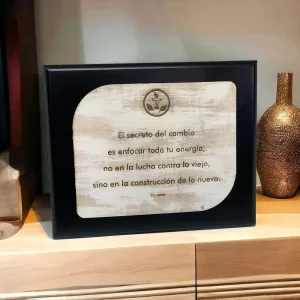 El secreto del cambio
es enfocar toda tu energía,
no en la lucha contra lo viejo,
sino en la construcción de lo nuevo.
Sócrates